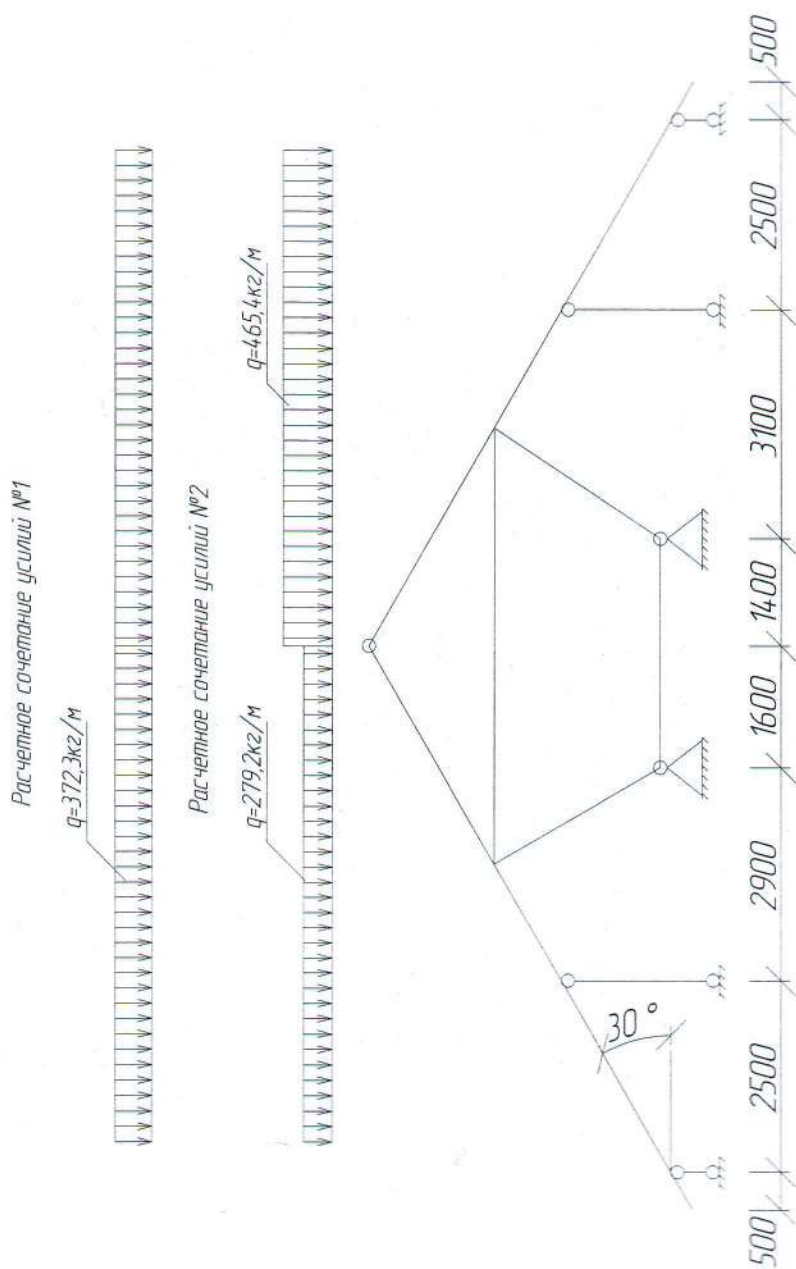 Расчетное сочетание усилий №1
q=372,3кг/м
Расчетное сочетание усилий №2
q=279,2кг/м
q=465,4кг/м
30°
500
2500
2900
1600
1400
3100
2500
500